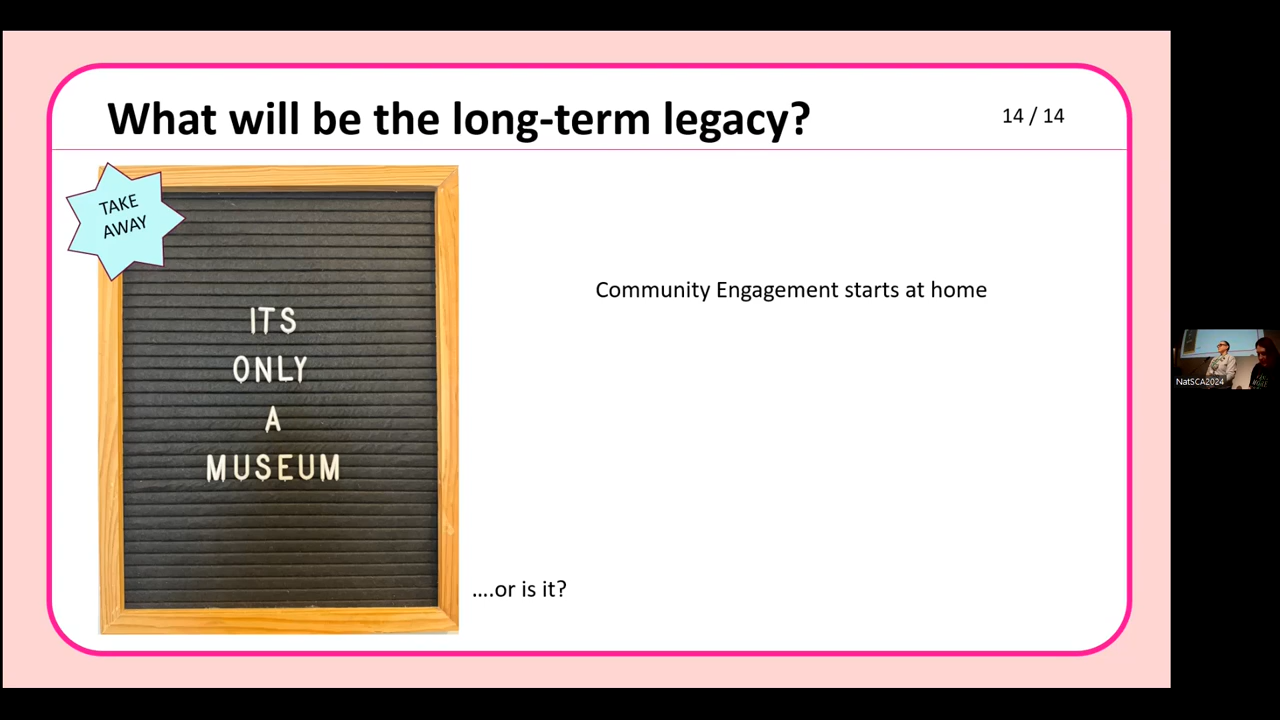 What will be the long-term legacy?
14 / 14
TAKE
AWAY
ITS
ONLY
A
MUSEUM
Community Engagement starts at home
....or is it?
NatSCA2024